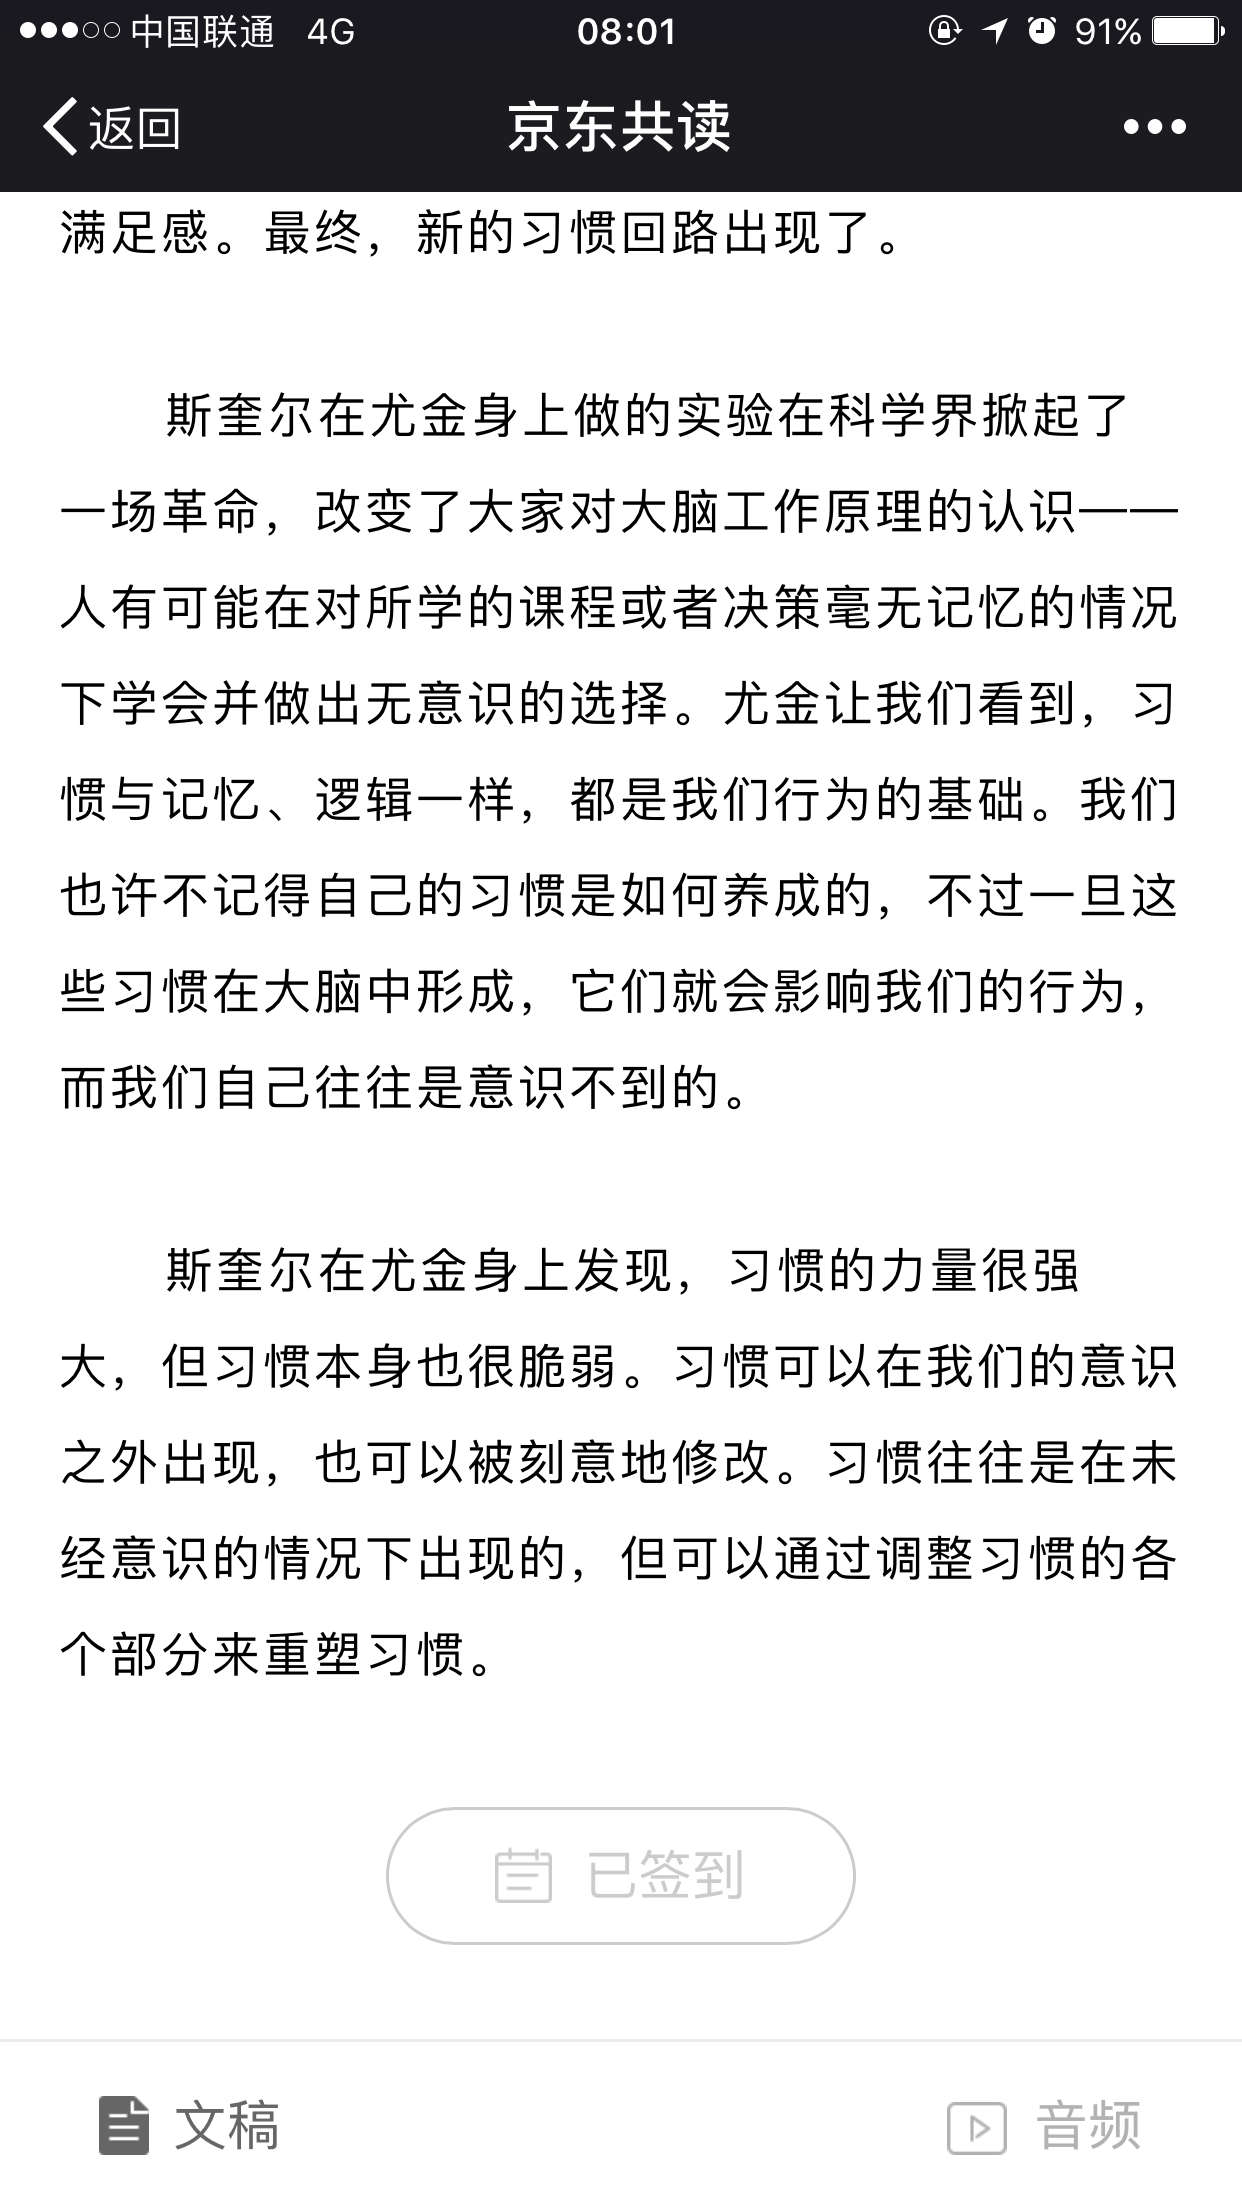 中国联通 4G 08:01 91%
返回 京东共读
满足感。最终，新的习惯回路出现了。
斯奎尔在尤金身上做的实验在科学界掀起了
一场革命，改变了大家对大脑工作原理的认识——
人有可能在对所学的课程或者决策毫无记忆的情况
下学会并做出无意识的选择。尤金让我们看到，习
惯与记忆、逻辑一样，都是我们行为的基础。我们
也许不记得自己的习惯是如何养成的，不过一旦这
些习惯在大脑中形成，它们就会影响我们的行为，
而我们自己往往是意识不到的。
斯奎尔在尤金身上发现，习惯的力量很强
大，但习惯本身也很脆弱。习惯可以在我们的意识
之外出现，也可以被刻意地修改。习惯往往是在未
经意识的情况下出现的，但可以通过调整习惯的各
个部分来重塑习惯。
已签到
文稿 音频